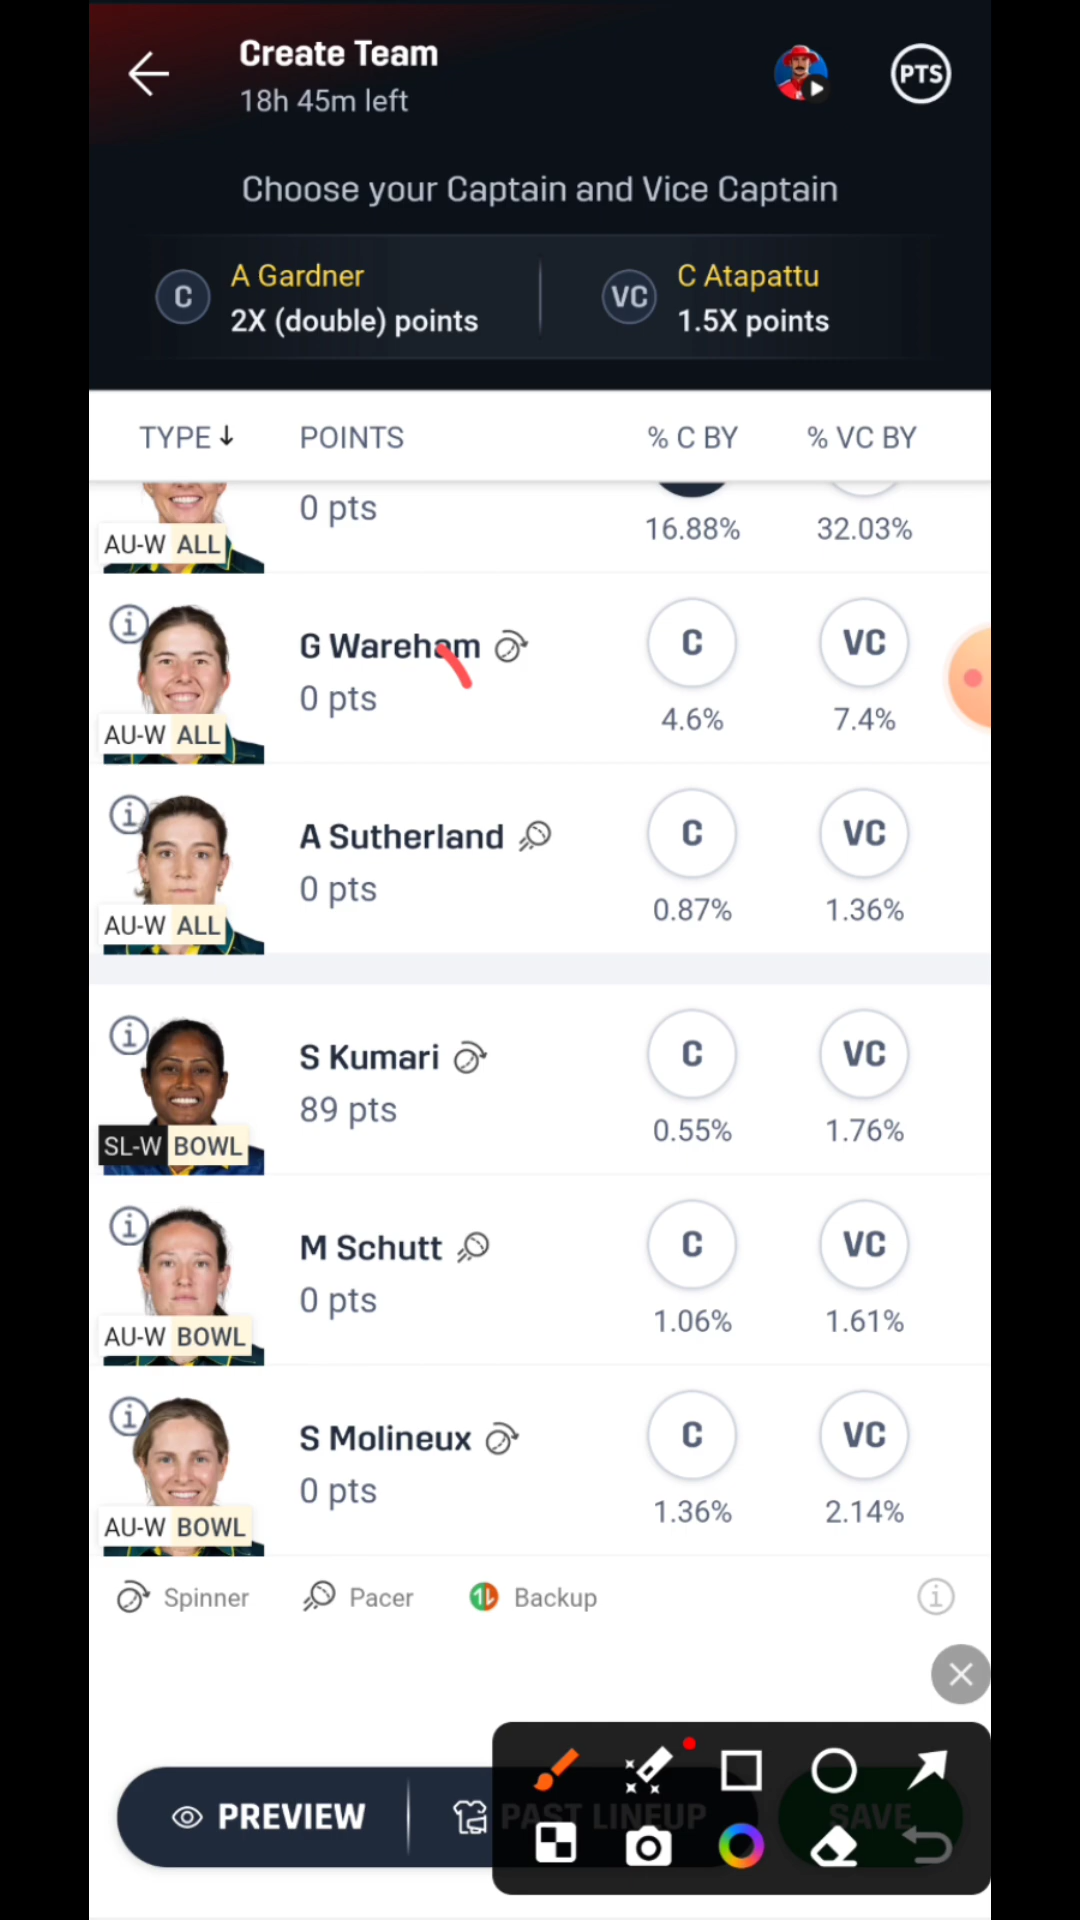 Create Team
18h 45m left
PTS
Choose your Captain and Vice Captain
C A Gardner
2X (double) points
VC C Atapattu
1.5X points
TYPE POINTS % C BY % VC BY
0 pts
AU-W ALL 16.88% 32.03%
G Wareham C VC
0 pts
AU-W ALL 4.6% 7.4%
A Sutherland C VC
0 pts
AU-W ALL 0.87% 1.36%
S Kumari C VC
89 pts
SL-W BOWL 0.55% 1.76%
M Schutt C VC
0 pts
AU-W BOWL 1.06% 1.61%
S Molineux C VC
0 pts
AU-W BOWL 1.36% 2.14%
Spinner Pacer Backup
PREVIEW PAST LINEUP SAVE